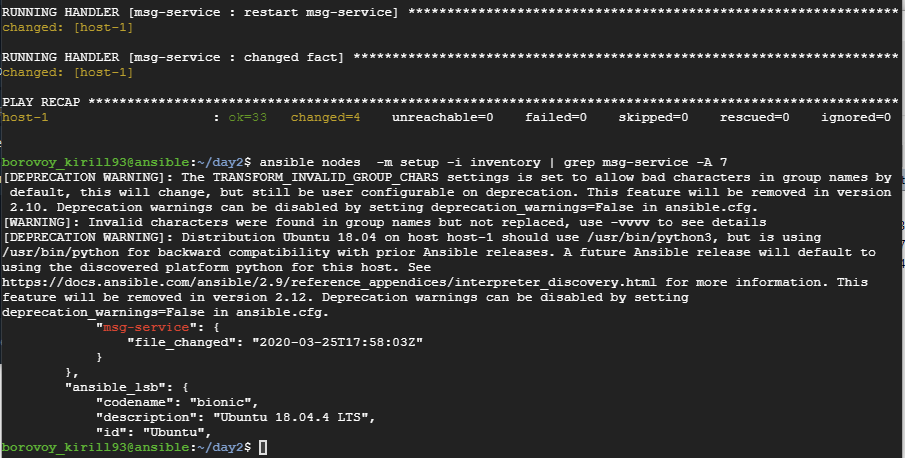 RUNNING HANDLER [msg-service : restart msg-service] ***************************************************************
changed: [host-1]
RUNNING HANDLER [msg-service : changed fact] **********************************************************************
changed: [host-1]
PLAY RECAP ********************************************************************************************************
host-1                     : ok=33   changed=4    unreachable=0    failed=0    skipped=0    rescued=0    ignored=0
borovoy_kirill93@ansible:~/day2$ ansible nodes  -m setup -i inventory | grep msg-service -A 7
[DEPRECATION WARNING]: The TRANSFORM_INVALID_GROUP_CHARS settings is set to allow bad characters in group names by
 default, this will change, but still be user configurable on deprecation. This feature will be removed in version
 2.10. Deprecation warnings can be disabled by setting deprecation_warnings=False in ansible.cfg.
[WARNING]: Invalid characters were found in group names but not replaced, use -vvvv to see details
[DEPRECATION WARNING]: Distribution Ubuntu 18.04 on host host-1 should use /usr/bin/python3, but is using
/usr/bin/python for backward compatibility with prior Ansible releases. A future Ansible release will default to
using the discovered platform python for this host. See
https://docs.ansible.com/ansible/2.9/reference_appendices/interpreter_discovery.html for more information. This
feature will be removed in version 2.12. Deprecation warnings can be disabled by setting
deprecation_warnings=False in ansible.cfg.
            "msg-service": {
                "file_changed": "2020-03-25T17:58:03Z"
            }
        },
        "ansible_lsb": {
            "codename": "bionic",
            "description": "Ubuntu 18.04.4 LTS",
            "id": "Ubuntu",
borovoy_kirill93@ansible:~/day2$